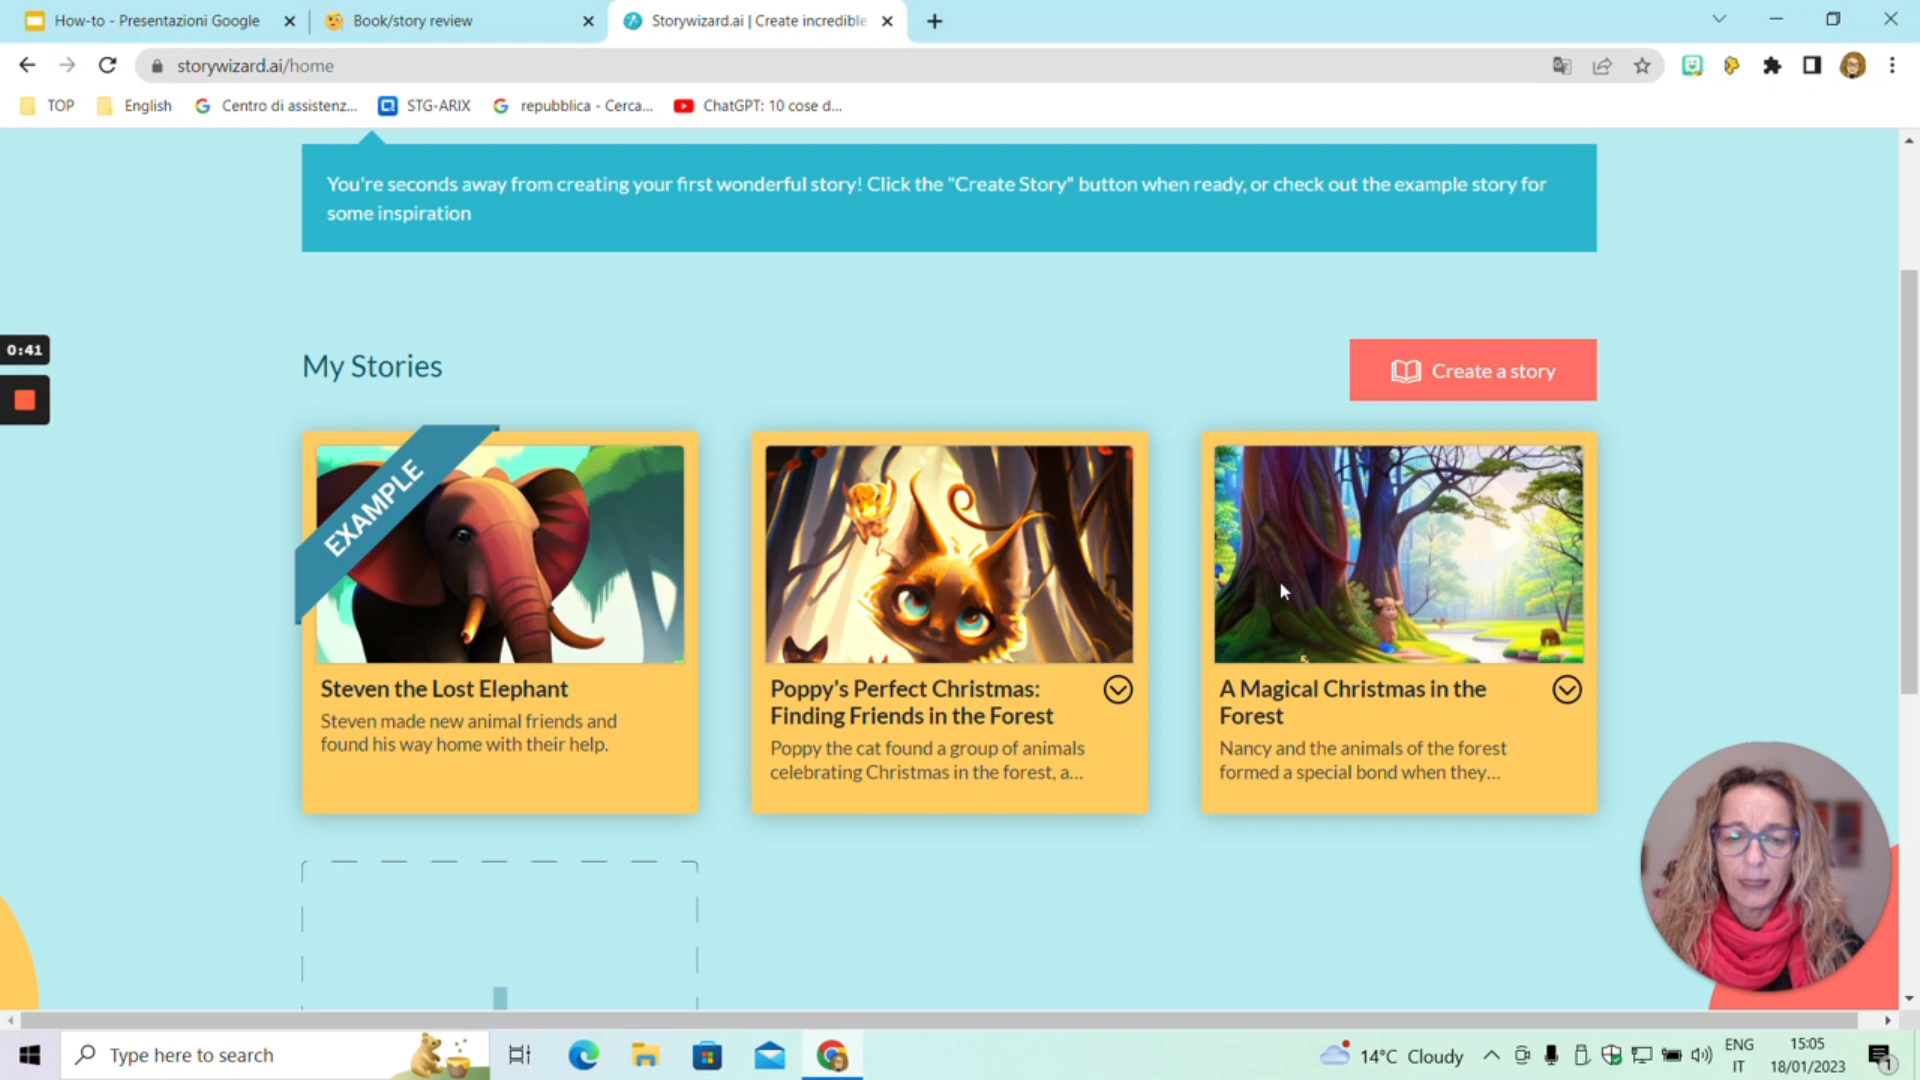 How-to - Presentazioni Google
Book/story review
Storywizard.ai | Create incredible
storywizard.ai/home
TOP
English
Centro di assistenz...
STG-ARIX
repubblica - Cerca...
ChatGPT: 10 cose d...
You're seconds away from creating your first wonderful story! Click the "Create Story" button when ready, or check out the example story for
some inspiration
0:41
My Stories
Create a story
EXAMPLE
Steven the Lost Elephant
Steven made new animal friends and
found his way home with their help.
Poppy's Perfect Christmas:
Finding Friends in the Forest
Poppy the cat found a group of animals
celebrating Christmas in the forest, a...
A Magical Christmas in the
Forest
Nancy and the animals of the forest
formed a special bond when they...
Type here to search
14°C Cloudy
ENG
IT
15:05
18/01/2023
1